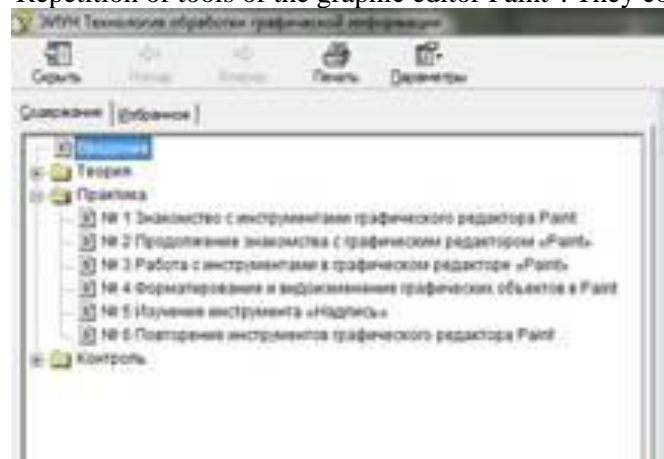 Repetition of tools of the graphic editor Paint". They co
ЭИУН Технология обработки графической информации
Скрыть Назад Вперед Печать Параметры
Содержание Избранное
Теория
Практика
№ 1 Знакомство с инструментами графического редактора Paint
№ 2 Продолжение знакомства с графическим редактором «Paint»
№ 3 Работа с инструментами в графическом редакторе «Paint»
№ 4 Форматирование и видоизменение графических объектов в Paint
№ 5 Изучение инструмента «Надпись»
№ 6 Повторение инструментов графического редактора Paint
Контроль